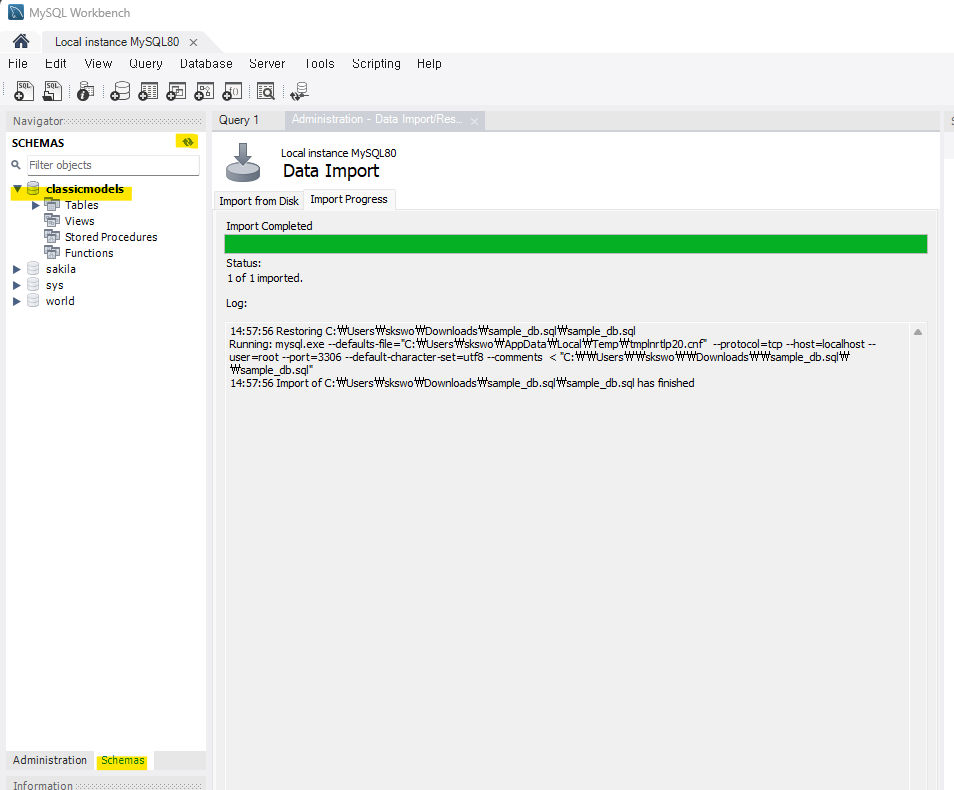 MySQL Workbench
Local instance MySQL80
File Edit View Query Database Server Tools Scripting Help
Navigator
Query 1
Administration - Data Import/Res...
SCHEMAS
Filter objects
classicmodels
Tables
Views
Stored Procedures
Functions
sakila
sys
world
Local instance MySQL80
Data Import
Import from Disk
Import Progress
Import Completed
Status:
1 of 1 imported.
Log:
14:57:56 Restoring C:₩Users₩skswo₩Downloads₩sample_db.sql₩sample_db.sql
Running: mysql.exe --defaults-file="C:₩Users₩skswo₩AppData₩Local₩Temp₩tmplnrtlp20.cnf"  --protocol=tcp --host=localhost --
user=root --port=3306 --default-character-set=utf8 --comments  < "C:₩₩Users₩₩skswo₩₩Downloads₩₩sample_db.sql₩
₩sample_db.sql"
14:57:56 Import of C:₩Users₩skswo₩Downloads₩sample_db.sql₩sample_db.sql has finished
Administration
Schemas
Information